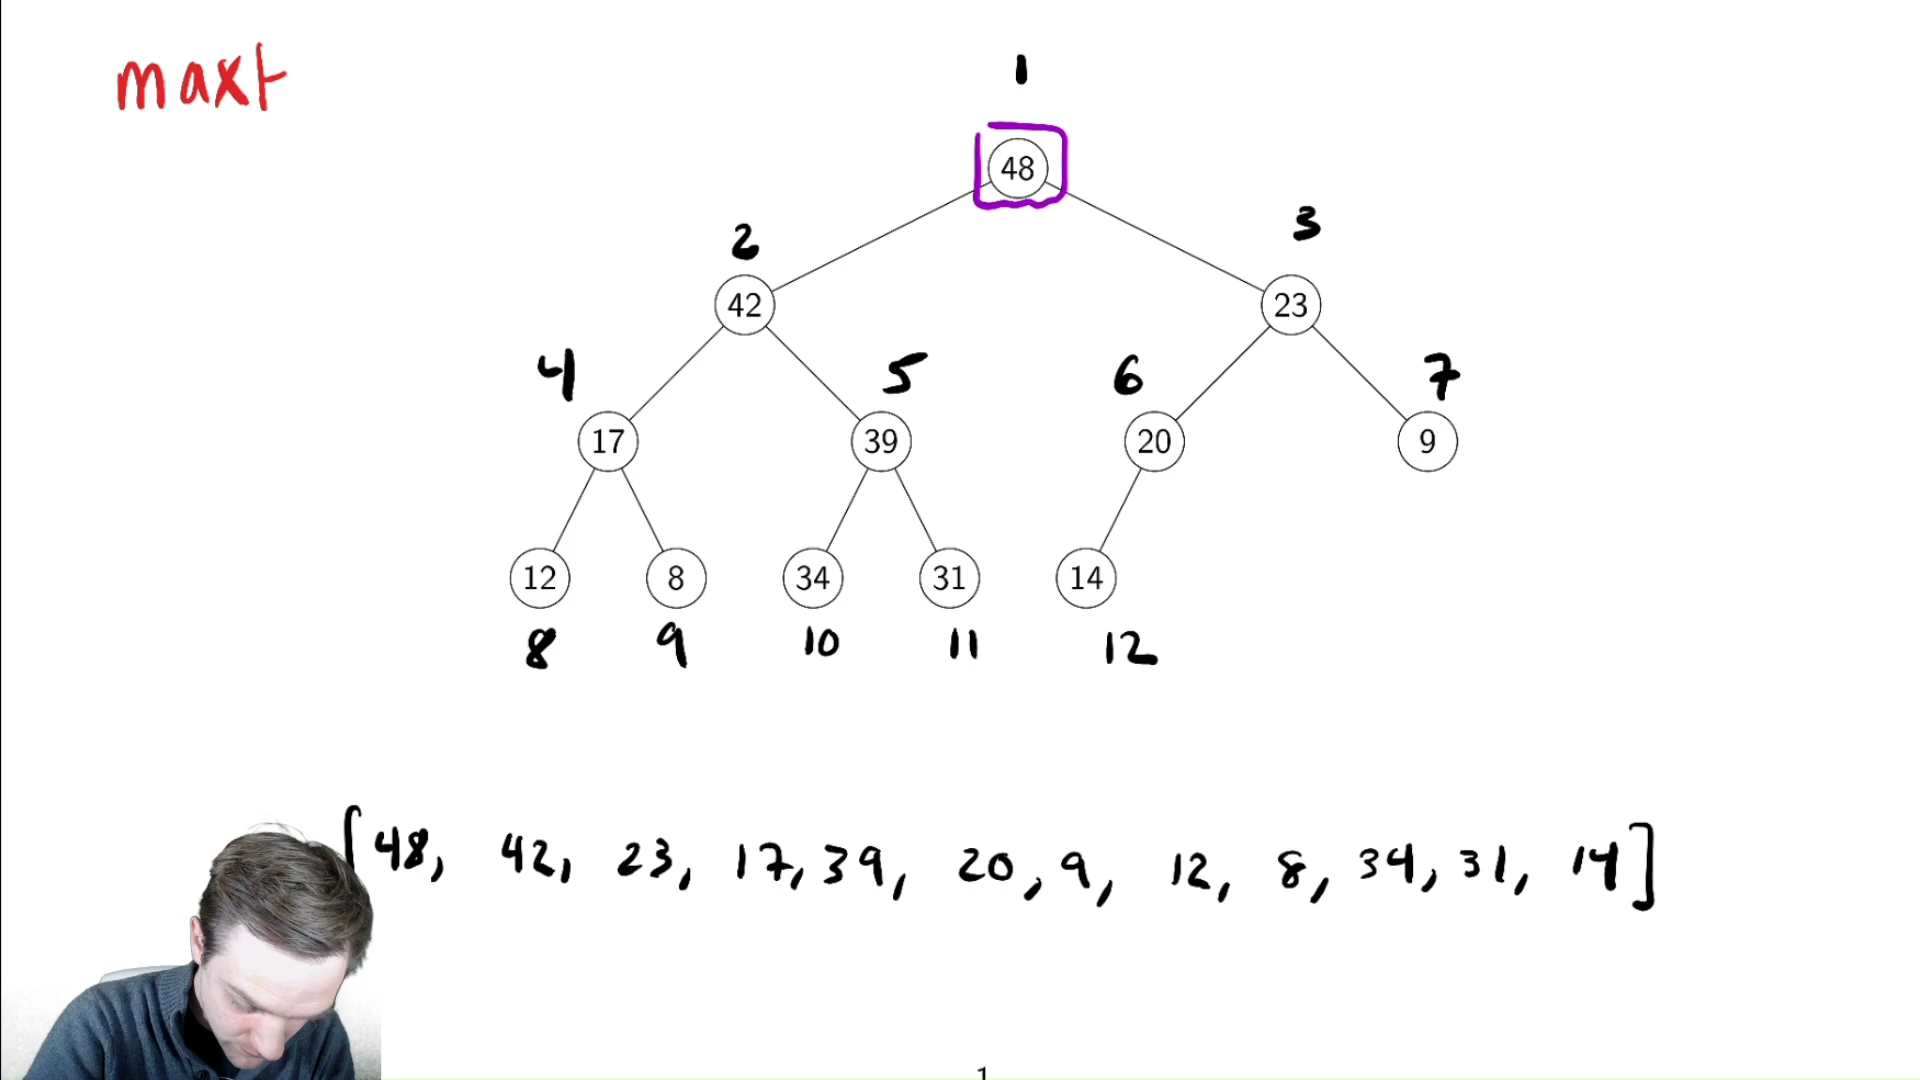 maxt
1
48
2 3
42 23
4 5 6 7
17 39 20 9
12 8 34 31 14
8 9 10 11 12
[48, 42, 23, 17, 39, 20, 9, 12, 8, 34, 31, 14]